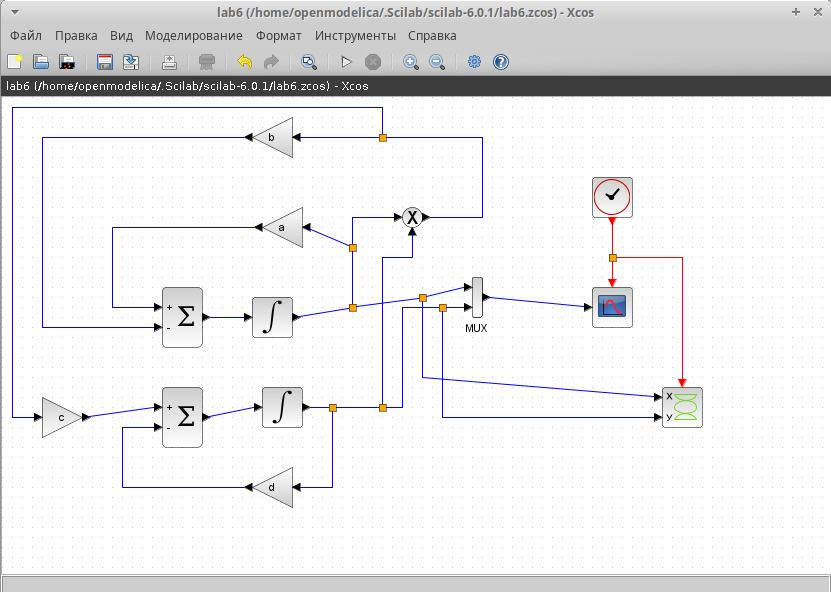 lab6 (/home/openmodelica/.Scilab/scilab-6.0.1/lab6.zcos) - Xcos
Файл Правка Вид Моделирование Формат Инструменты Справка
lab6 (/home/openmodelica/.Scilab/scilab-6.0.1/lab6.zcos) - Xcos
b
a
X
+
-
Σ
∫
MUX
X
Y
c
+
-
Σ
∫
d